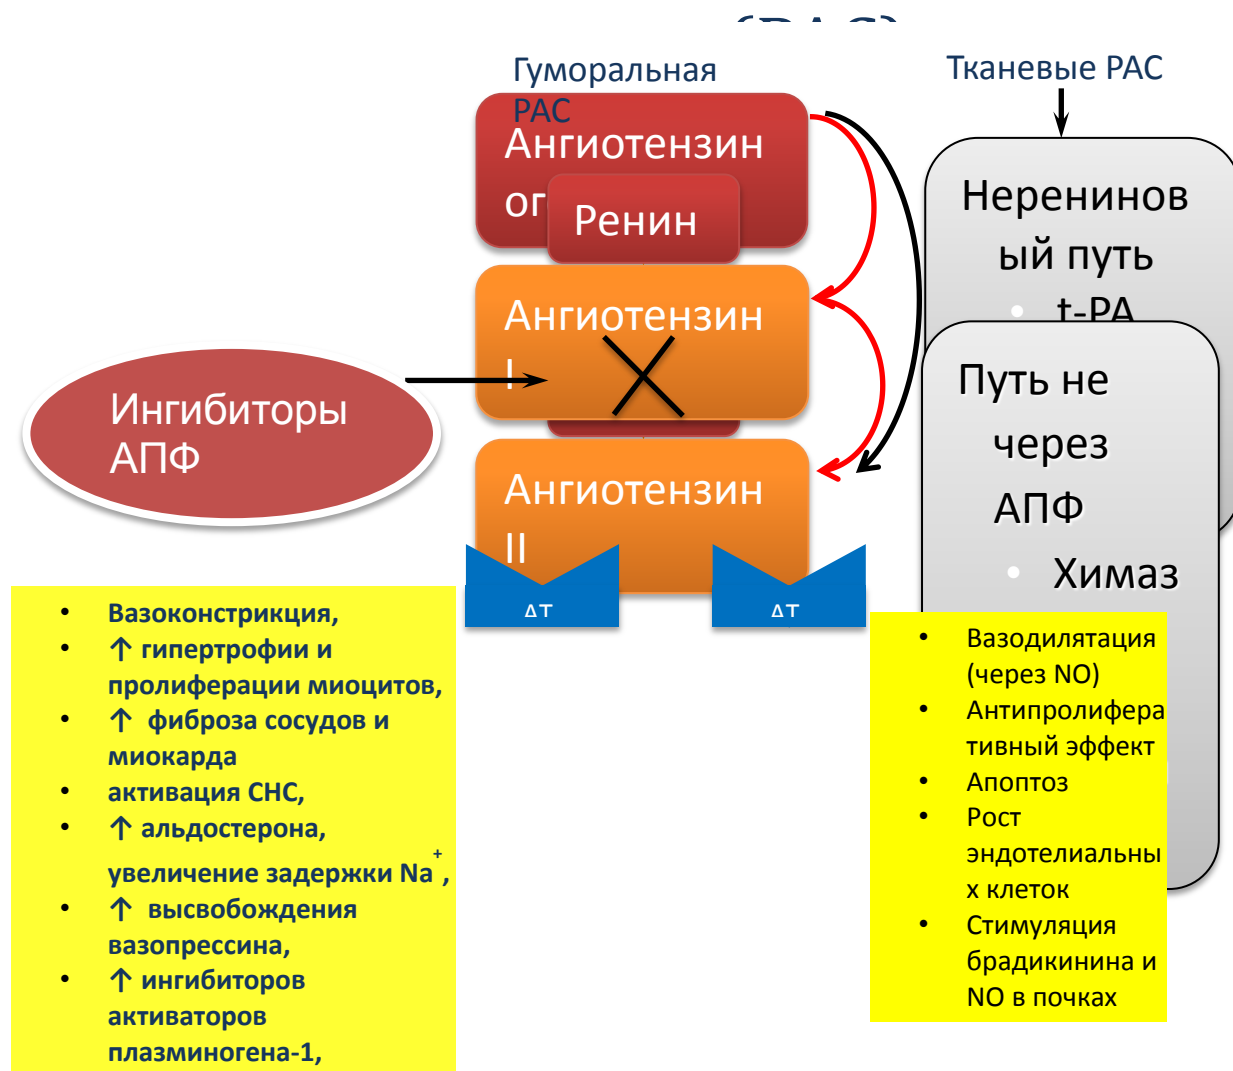 Гуморальная
РАС
Тканевые РАС
Ангиотензин
ог
Ренин
Ангиотензин
I
Ангиотензин
II
Ингибиторы
АПФ
Неренинов
ый путь
• t-PA
Путь не
через
АПФ
• Химаз
• Вазоконстрикция,
• ↑ гипертрофии и
пролиферации миоцитов,
• ↑ фиброза сосудов и
миокарда
• активация СНС,
• ↑ альдостерона,
увеличение задержки Na⁺,
• ↑ высвобождения
вазопрессина,
• ↑ ингибиторов
активаторов
плазминогена-1,
• Вазодилятация
(через NO)
• Антипролифера
тивный эффект
• Апоптоз
• Рост
эндотелиальны
х клеток
• Стимуляция
брадикинина и
NO в почках